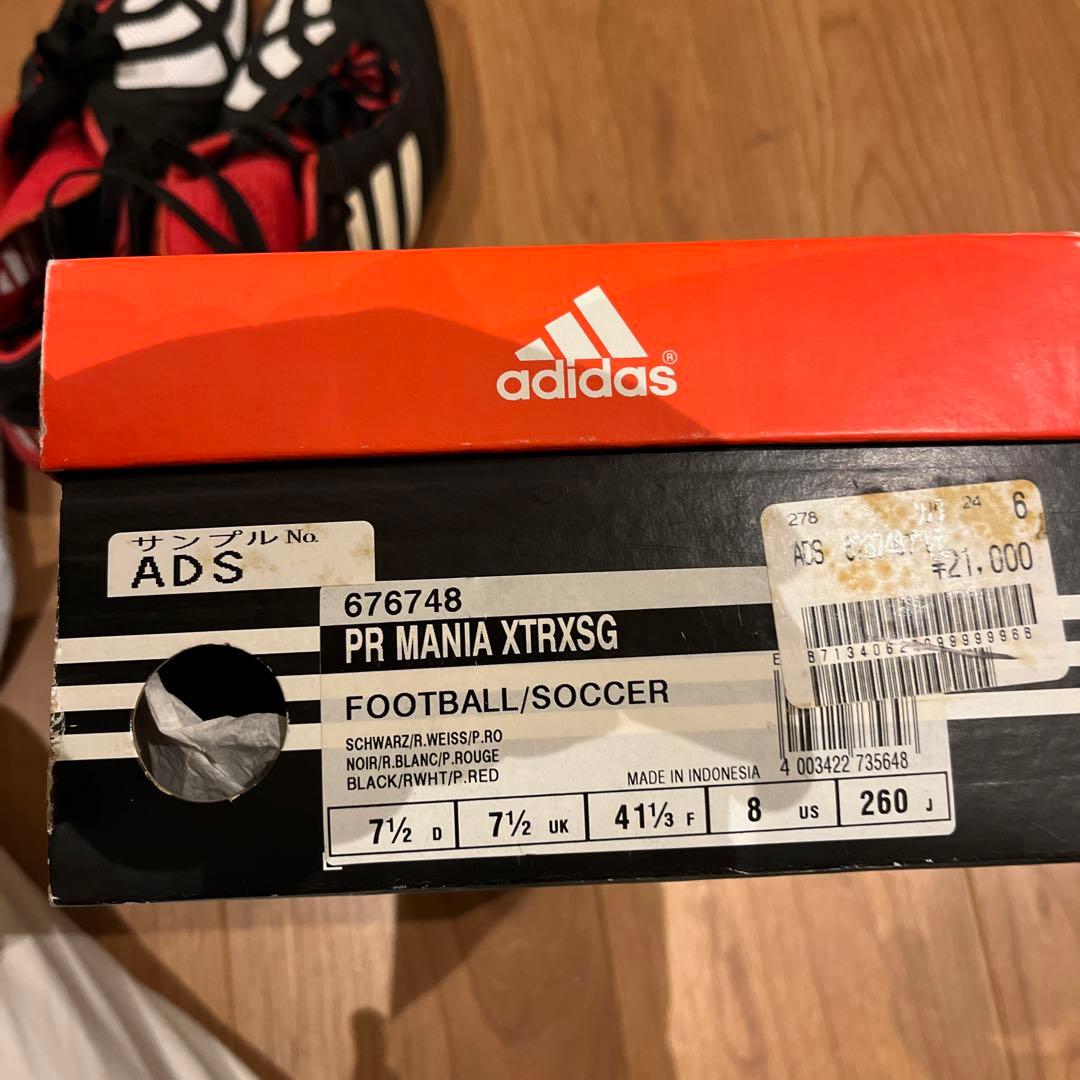 adidas®
サンプル No.
ADS
278 24 6
ADS
¥21,000
676748
PR MANIA XTRXSG
FOOTBALL/SOCCER
SCHWARZ/R.WEISS/P.RO
NOIR/R.BLANC/P.ROUGE
BLACK/RWHT/P.RED
MADE IN INDONESIA
4 003422 735648
7½ D
7½ UK
41⅓ F
8 US
260 J